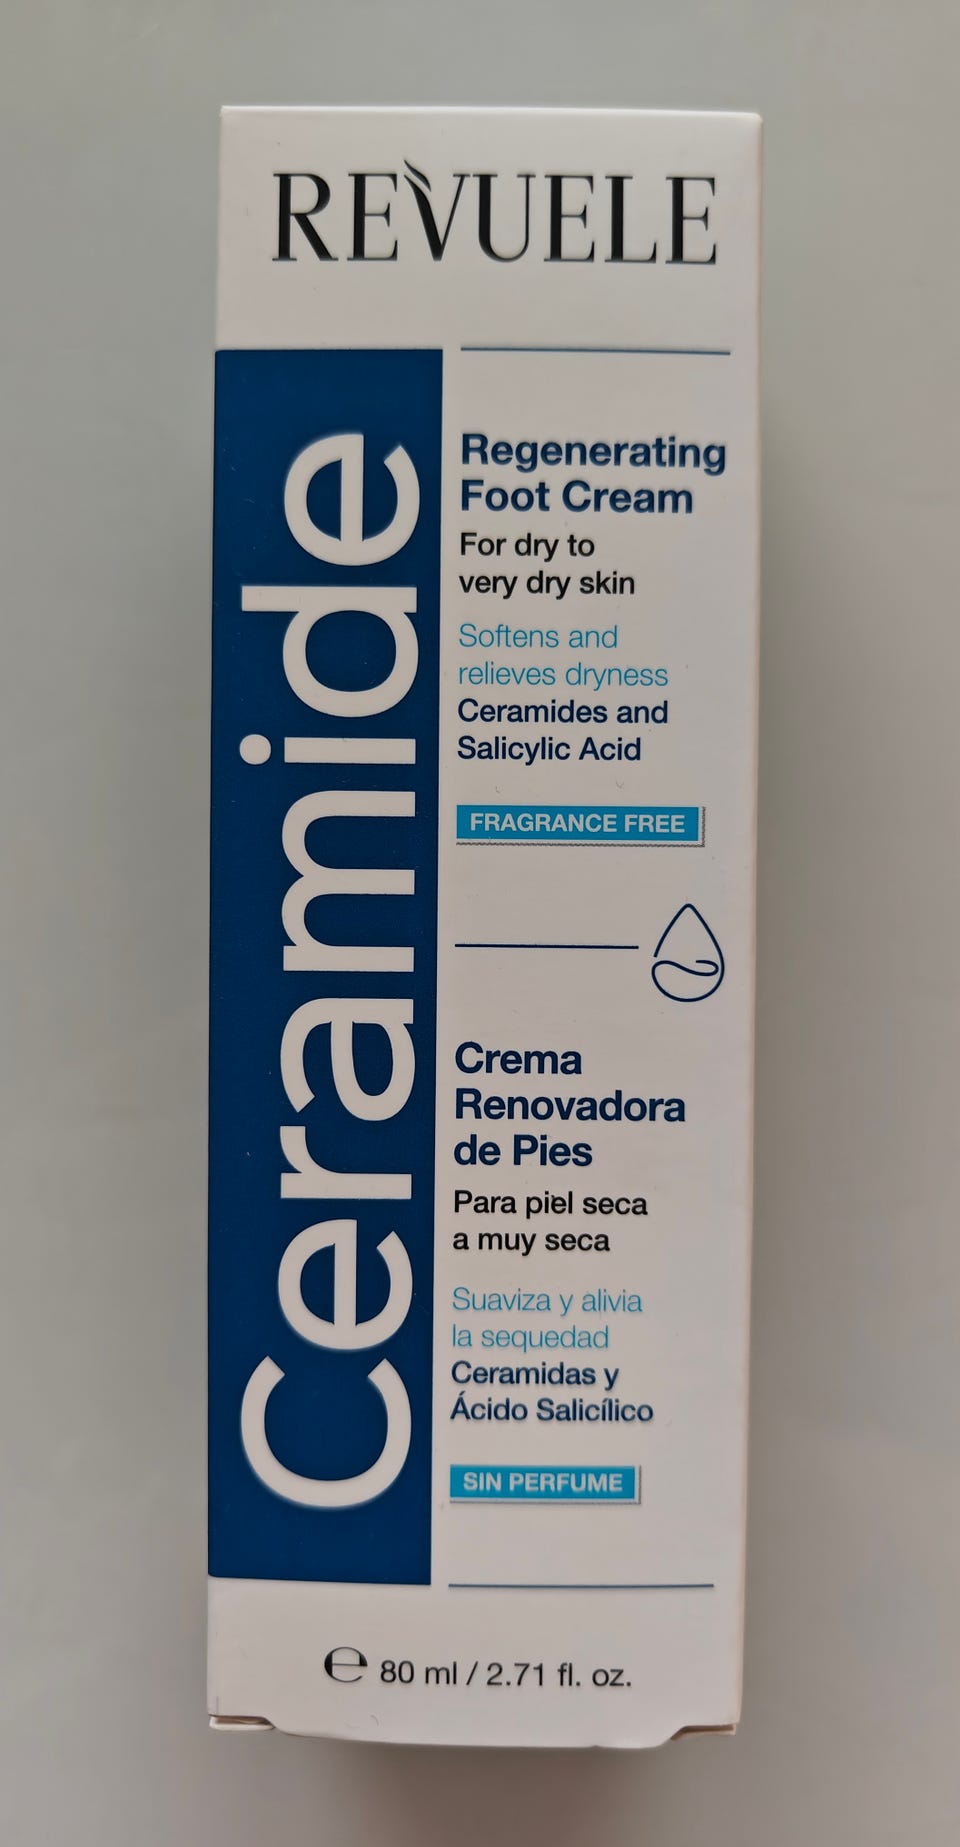 REVUELE
Ceramide
Regenerating
Foot Cream
For dry to
very dry skin
Softens and
relieves dryness
Ceramides and
Salicylic Acid
FRAGRANCE FREE
Crema
Renovadora
de Pies
Para piel seca
a muy seca
Suaviza y alivia
la sequedad
Ceramidas y
Ácido Salicílico
SIN PERFUME
℮ 80 ml / 2.71 fl. oz.